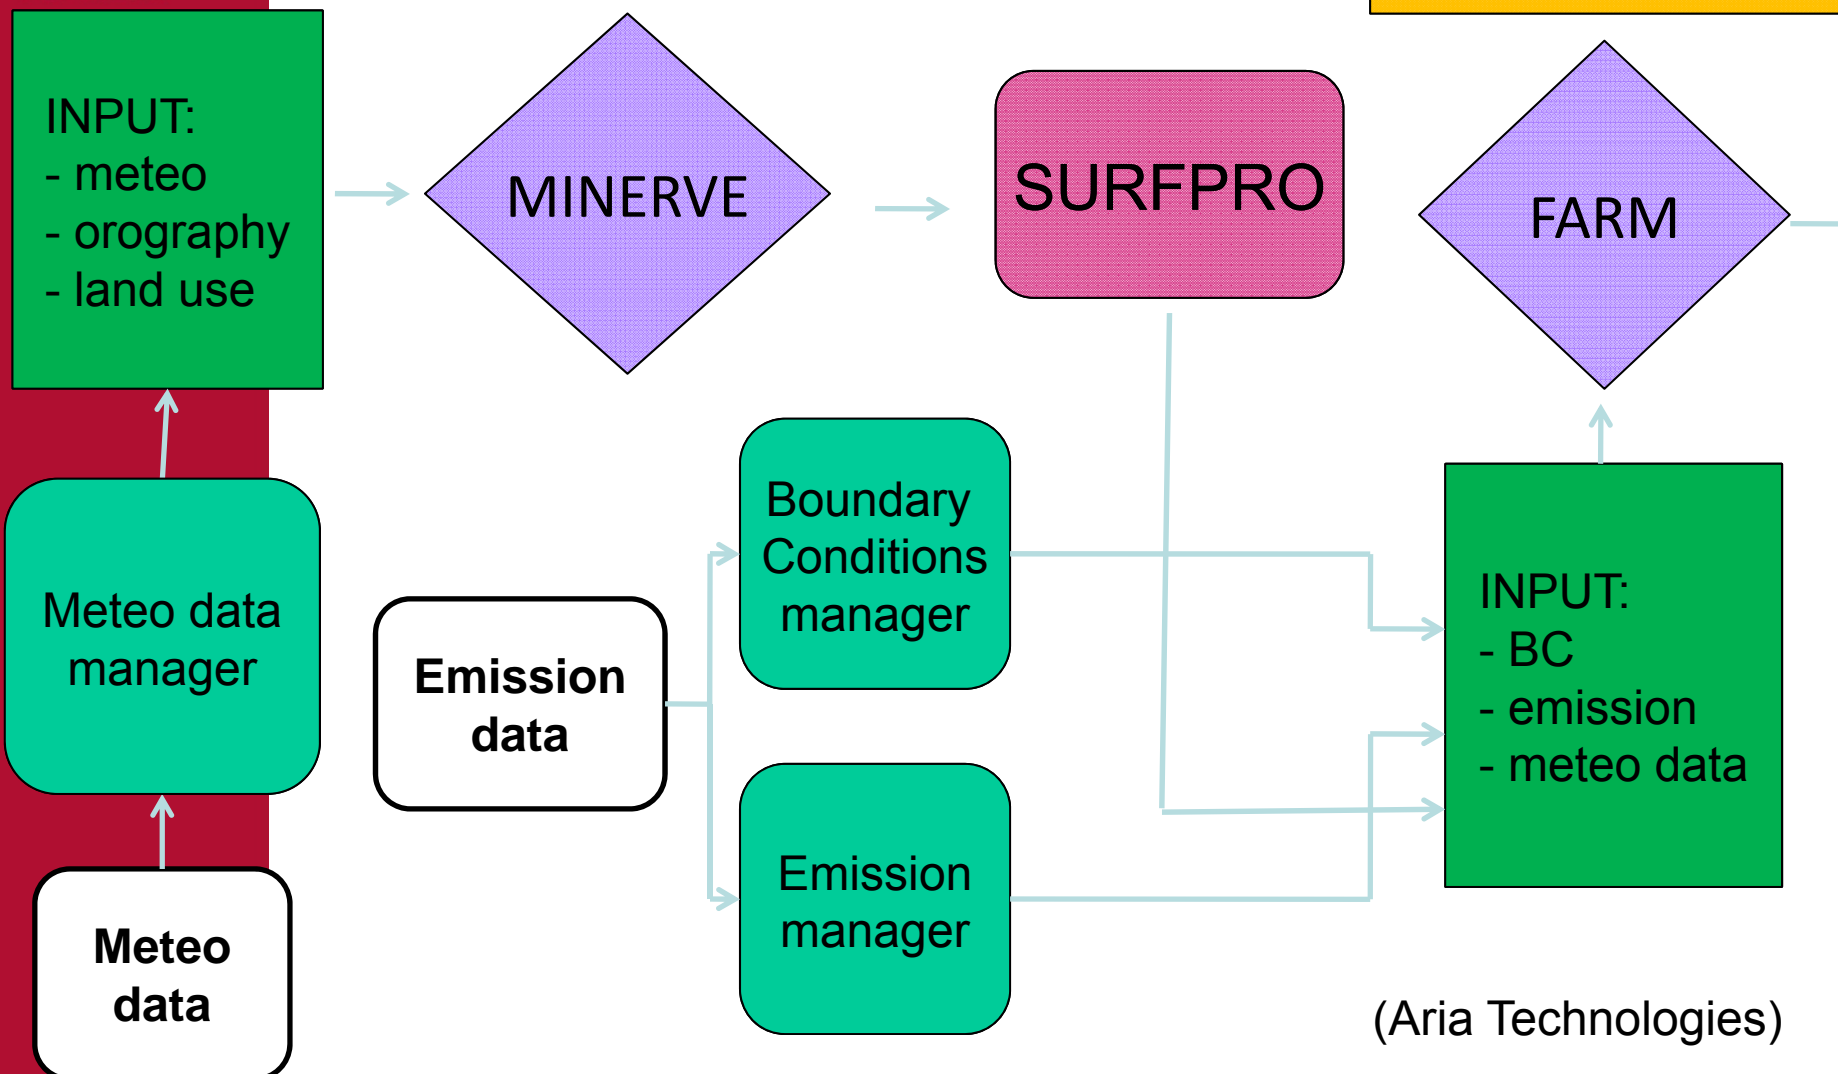 INPUT:
- meteo
- orography
- land use
MINERVE
SURFPRO
FARM
Meteo data
manager
Meteo
data
Emission
data
Boundary
Conditions
manager
Emission
manager
INPUT:
- BC
- emission
- meteo data
(Aria Technologies)